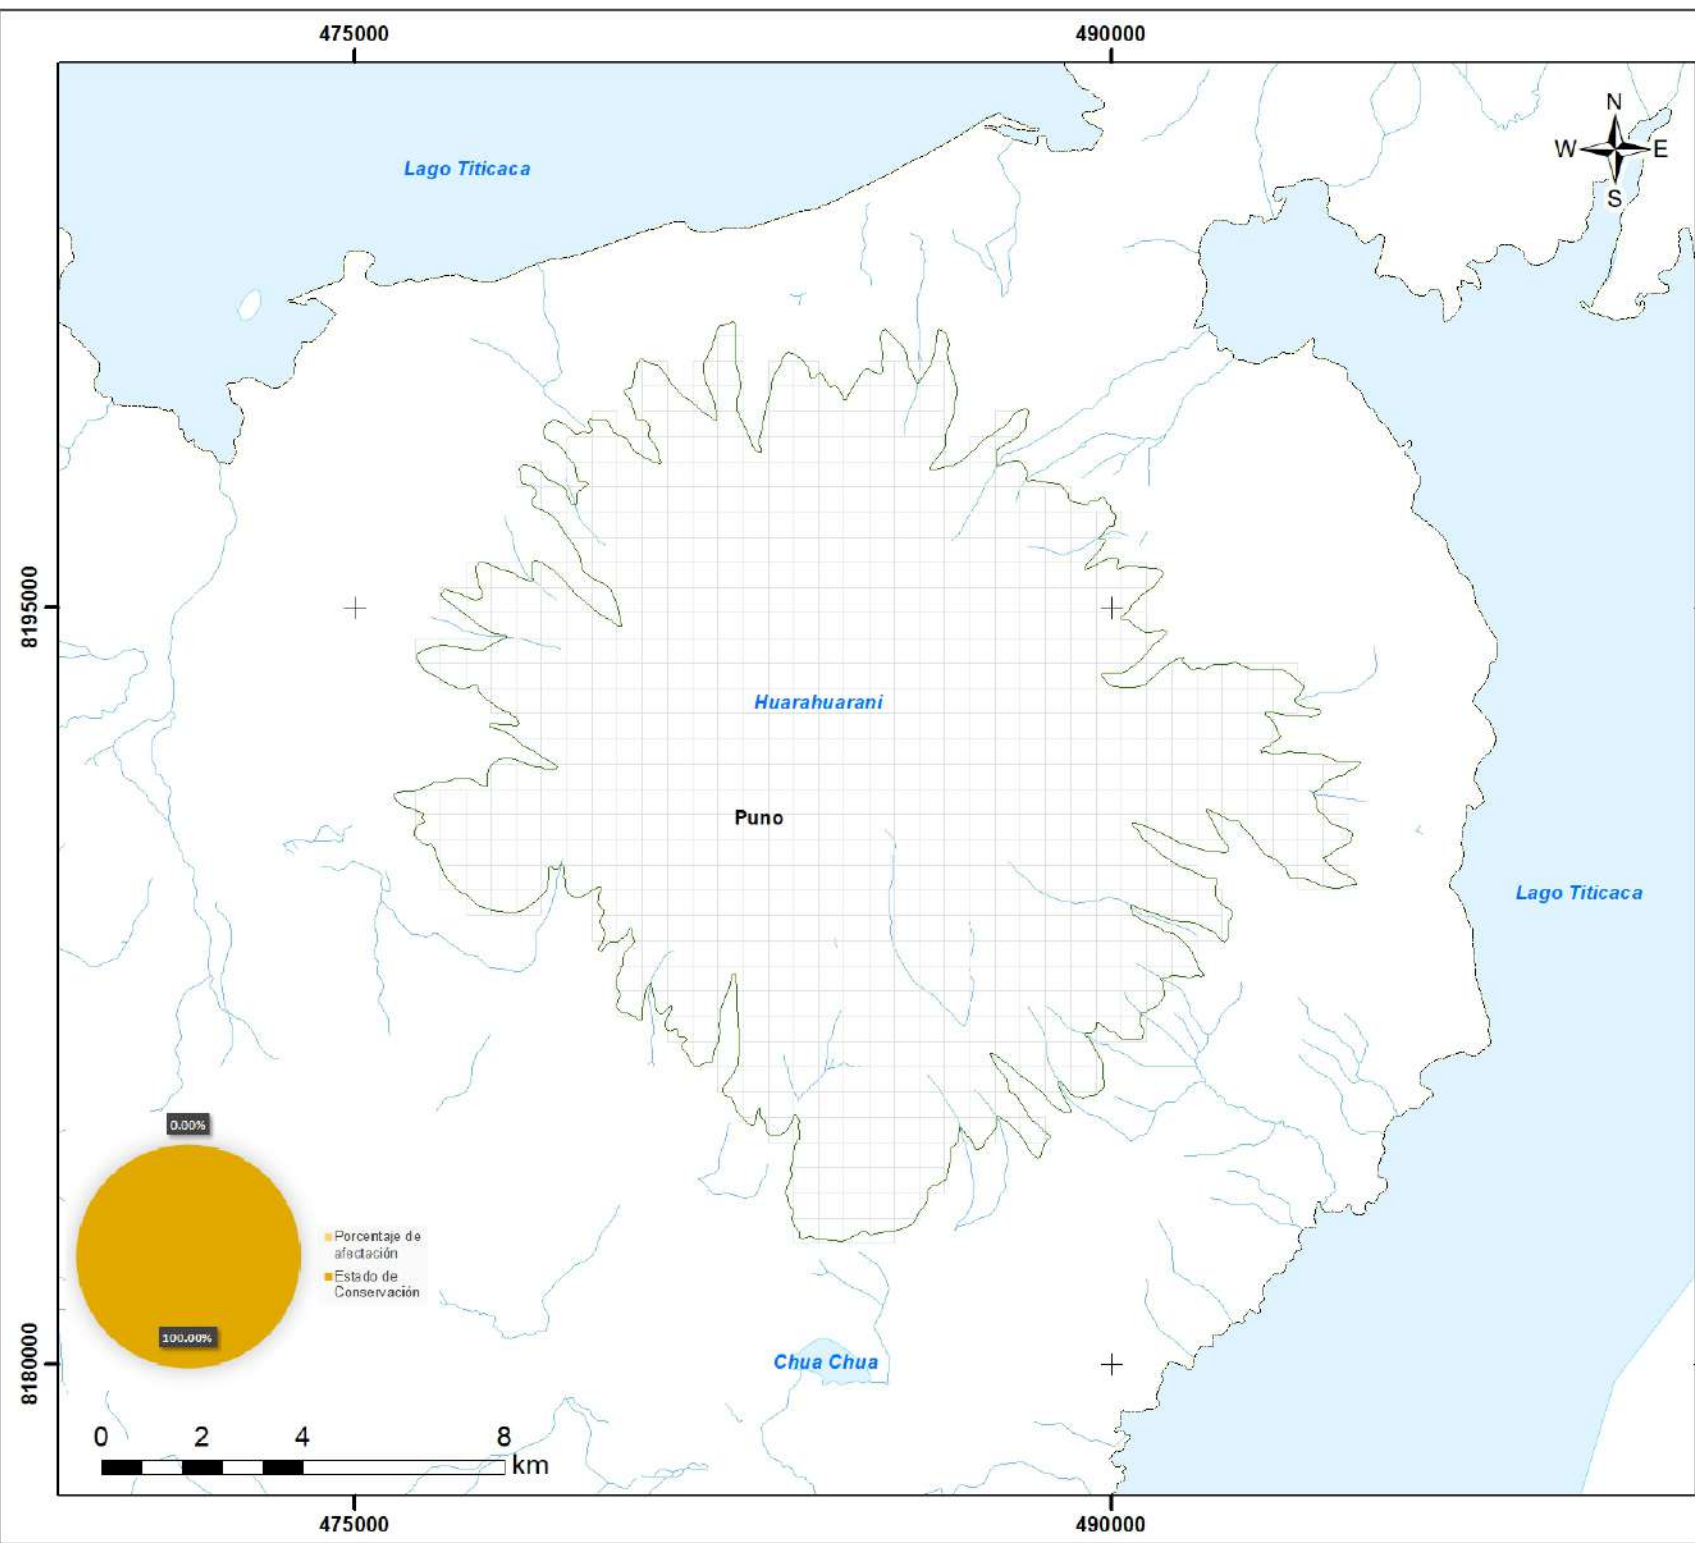 475000
490000
N
W
E
S
Lago Titicaca
8195000
Huarahuarani
Puno
Lago Titicaca
0.00%
Porcentaje de
afectación
Estado de
Conservación
100.00%
8180000
Chua Chua
0
2
4
8
km
475000
490000